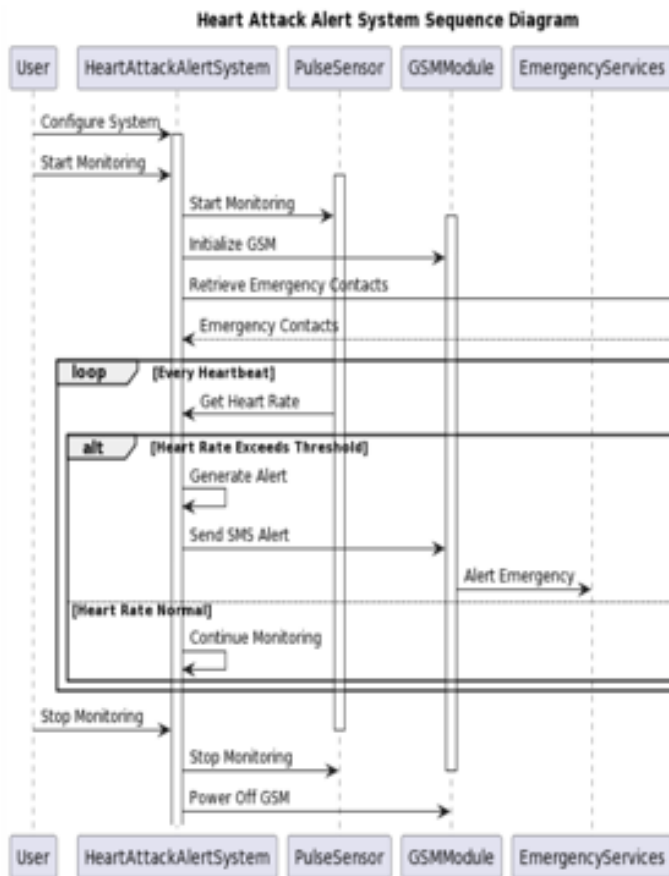 Heart Attack Alert System Sequence Diagram
User HeartAttackAlertSystem PulseSensor GSMModule EmergencyServices
Configure System
Start Monitoring
Start Monitoring
Initialize GSM
Retrieve Emergency Contacts
Emergency Contacts
loop [Every Heartbeat]
Get Heart Rate
alt [Heart Rate Exceeds Threshold]
Generate Alert
Send SMS Alert
Alert Emergency
[Heart Rate Normal]
Continue Monitoring
Stop Monitoring
Stop Monitoring
Power Off GSM
User HeartAttackAlertSystem PulseSensor GSMModule EmergencyServices